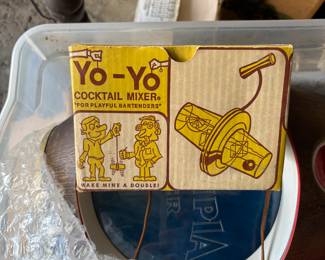 Yo-Yo
COCKTAIL MIXER®
"FOR PLAYFUL BARTENDERS"
MAKE MINE A DOUBLE!